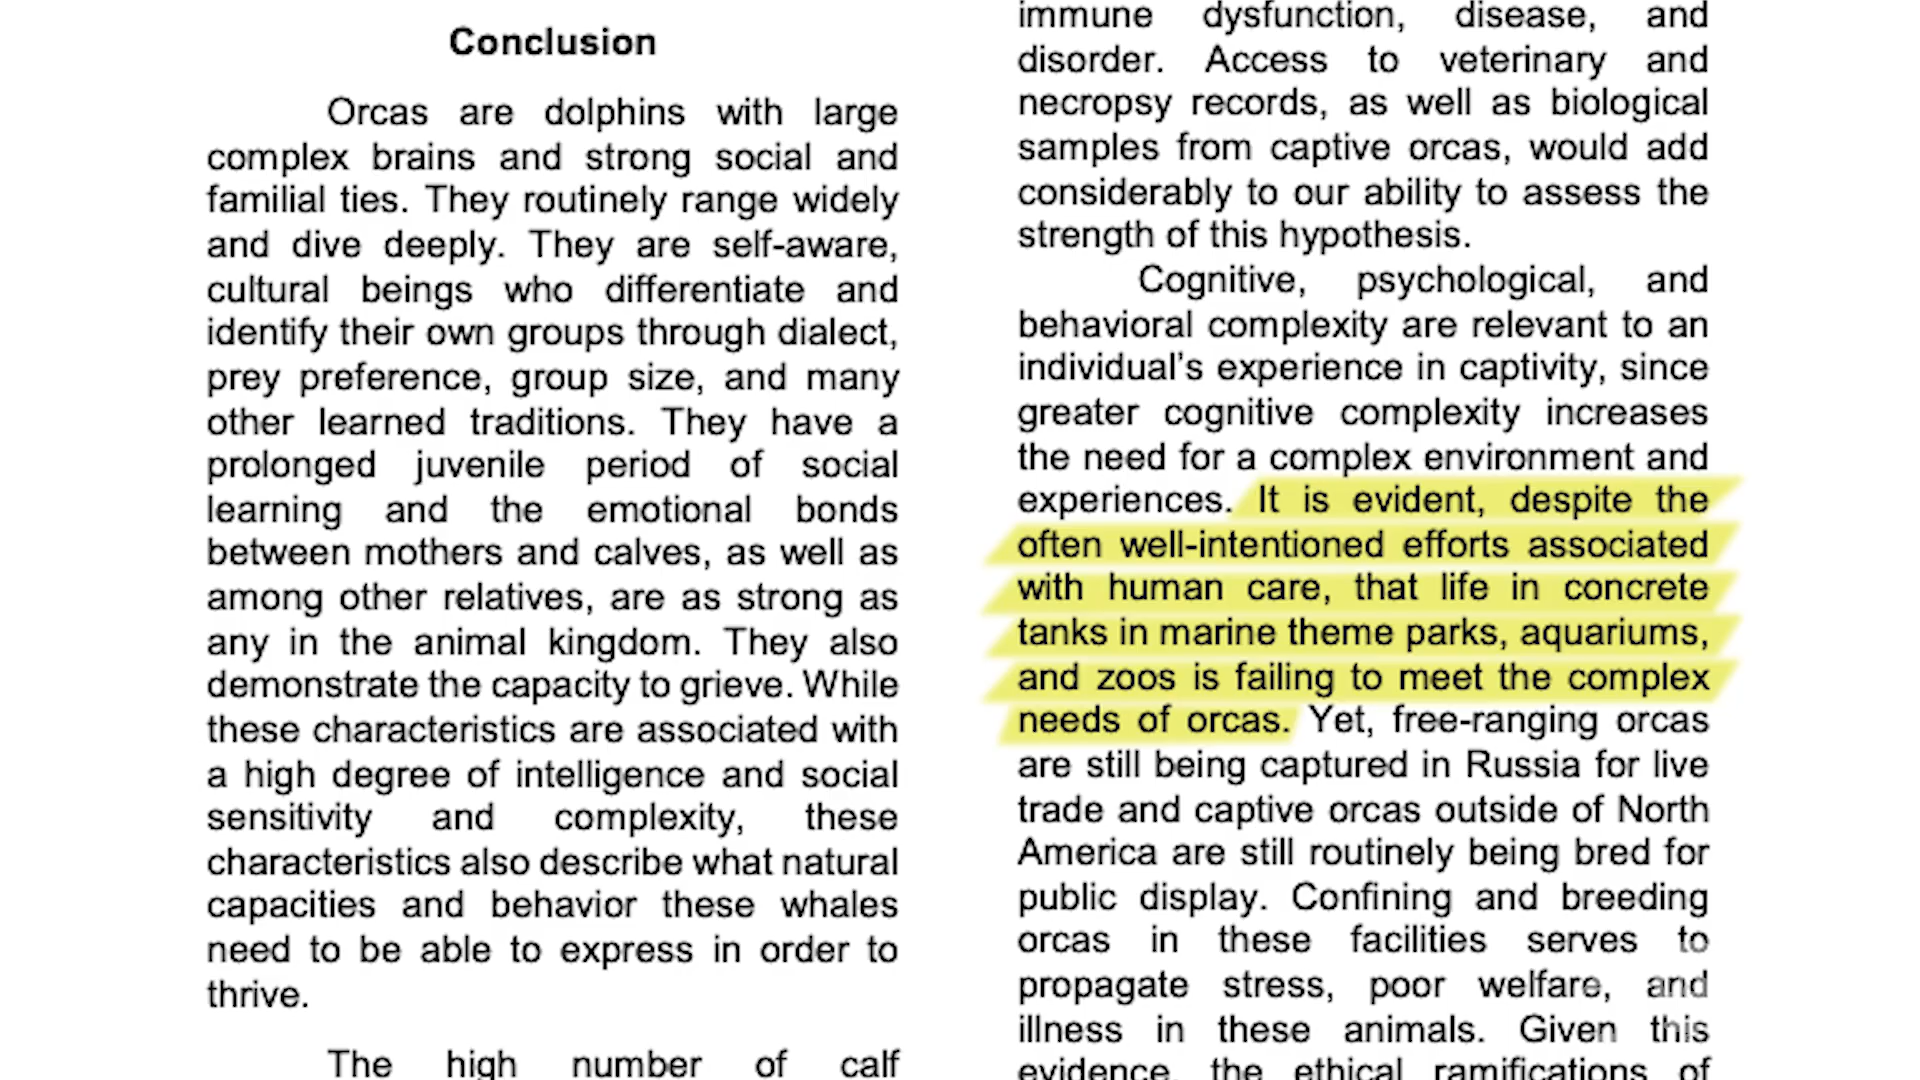 Conclusion
Orcas are dolphins with large
complex brains and strong social and
familial ties. They routinely range widely
and dive deeply. They are self-aware,
cultural beings who differentiate and
identify their own groups through dialect,
prey preference, group size, and many
other learned traditions. They have a
prolonged juvenile period of social
learning and the emotional bonds
between mothers and calves, as well as
among other relatives, are as strong as
any in the animal kingdom. They also
demonstrate the capacity to grieve. While
these characteristics are associated with
a high degree of intelligence and social
sensitivity and complexity, these
characteristics also describe what natural
capacities and behavior these whales
need to be able to express in order to
thrive.
The high number of calf
immune dysfunction, disease, and
disorder. Access to veterinary and
necropsy records, as well as biological
samples from captive orcas, would add
considerably to our ability to assess the
strength of this hypothesis.
Cognitive, psychological, and
behavioral complexity are relevant to an
individual’s experience in captivity, since
greater cognitive complexity increases
the need for a complex environment and
experiences. It is evident, despite the
often well-intentioned efforts associated
with human care, that life in concrete
tanks in marine theme parks, aquariums,
and zoos is failing to meet the complex
needs of orcas. Yet, free-ranging orcas
are still being captured in Russia for live
trade and captive orcas outside of North
America are still routinely being bred for
public display. Confining and breeding
orcas in these facilities serves to
propagate stress, poor welfare, and
illness in these animals. Given this
evidence, the ethical ramifications of